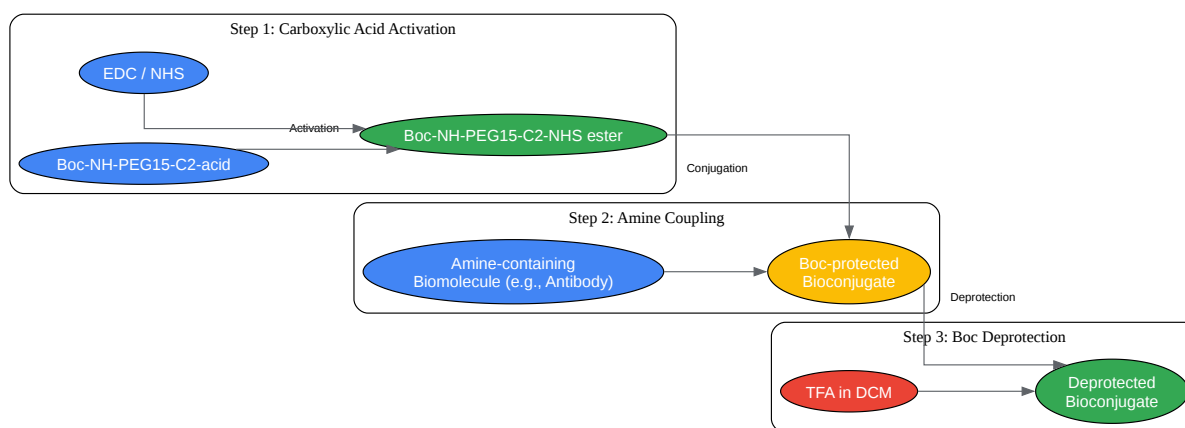 Step 1: Carboxylic Acid Activation
EDC / NHS
Activation
Boc-NH-PEG15-C2-NHS ester
Boc-NH-PEG15-C2-acid
Conjugation
Step 2: Amine Coupling
Amine-containing
Biomolecule (e.g., Antibody)
Boc-protected
Bioconjugate
Deprotection
Step 3: Boc Deprotection
TFA in DCM
Deprotected
Bioconjugate